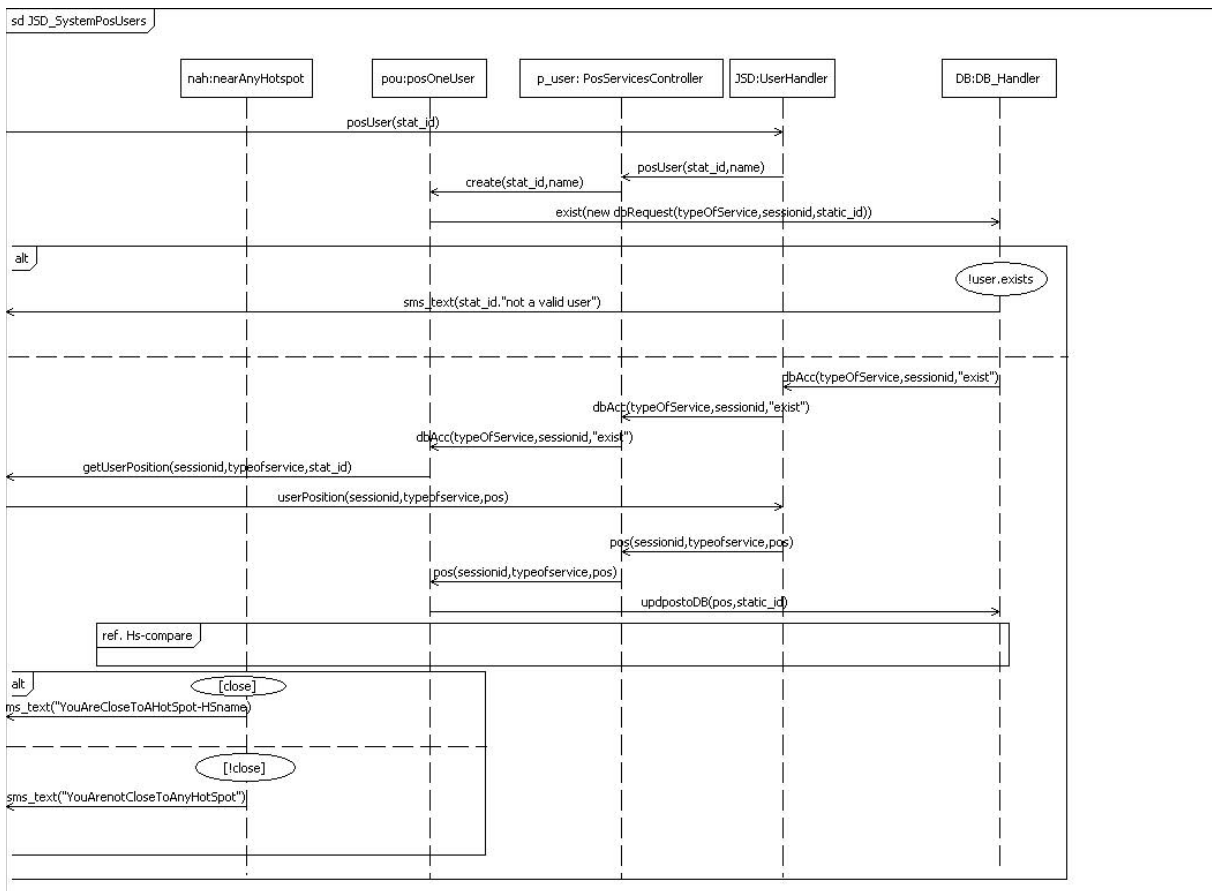 sd JSD_SystemPosUsers
nah:nearAnyHotspot
pou:posOneUser
p_user: PosServicesController
JSD:UserHandler
DB:DB_Handler
posUser(stat_id)
posUser(stat_id,name)
create(stat_id,name)
exist(new dbRequest(typeOfService,sessionid,static_id))
alt
!user.exists
sms_text(stat_id."not a valid user")
dbAcc(typeOfService,sessionid,"exist")
dbAcc(typeOfService,sessionid,"exist")
dbAcc(typeOfService,sessionid,"exist")
getUserPosition(sessionid,typeofservice,stat_id)
userPosition(sessionid,typeofservice,pos)
pos(sessionid,typeofservice,pos)
pos(sessionid,typeofservice,pos)
updpostoDB(pos,static_id)
ref. Hs-compare
alt
[close]
ms_text("YouAreCloseToAHotSpot-HSname)
[!close]
sms_text("YouArenotCloseToAnyHotSpot")